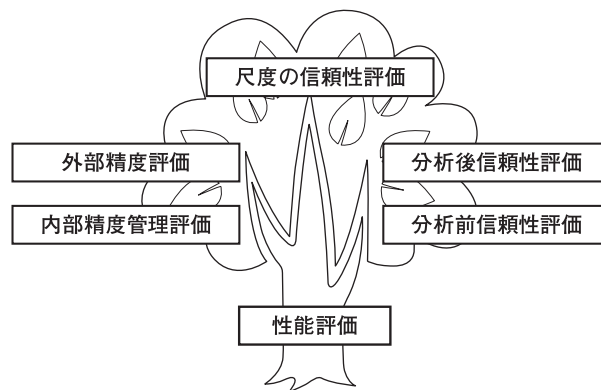 尺度の信頼性評価
外部精度評価
分析後信頼性評価
内部精度管理評価
分析前信頼性評価
性能評価